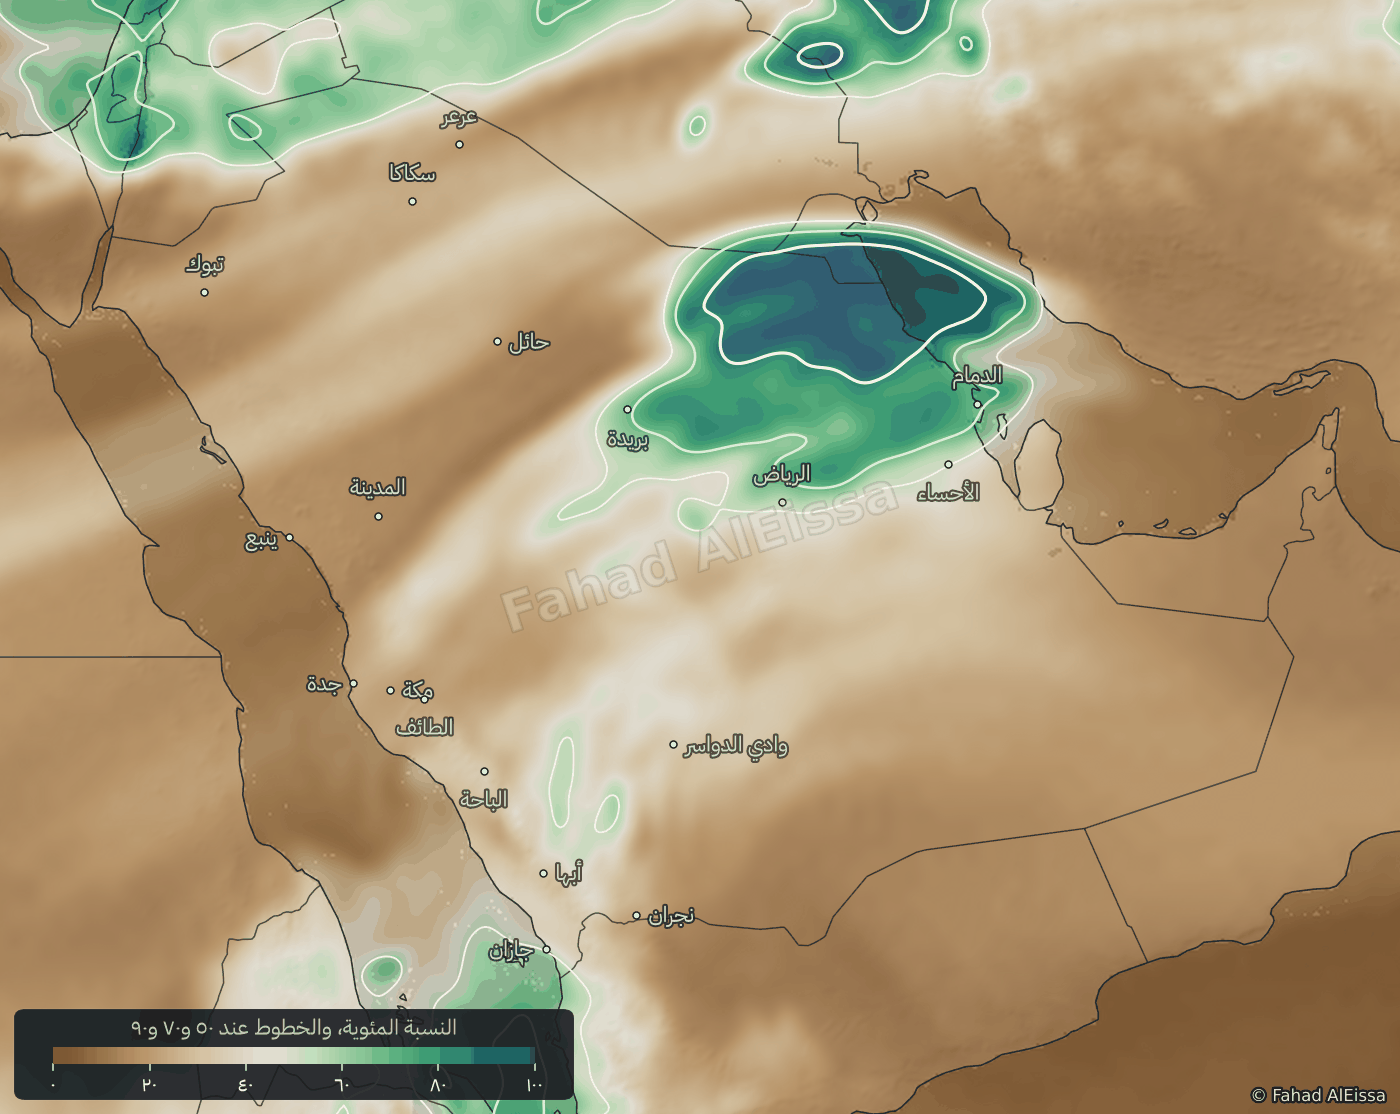 عرعر
سكاكا
تبوك
حائل
الدمام
بريدة
الرياض
الأحساء
المدينة
ينبع
Fahad AlEissa
جدة
مكة
الطائف
وادي الدواسر
الباحة
أبها
نجران
جازان
النسبة المئوية، والخطوط عند ٥٠ و٧٠ و٩٠
٠ ٢٠ ٤٠ ٦٠ ٨٠ ١٠٠
© Fahad AlEissa